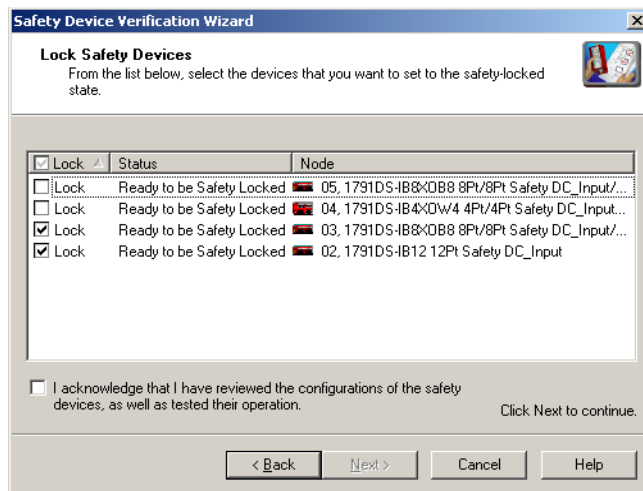 Safety Device Verification Wizard
Lock Safety Devices
From the list below, select the devices that you want to set to the safety-locked
state.
Lock Status Node
Lock Ready to be Safety Locked 05, 1791DS-IB8XOB8 8Pt/8Pt Safety DC_Input/...
Lock Ready to be Safety Locked 04, 1791DS-IB4XOW4 4Pt/4Pt Safety DC_Input...
Lock Ready to be Safety Locked 03, 1791DS-IB8XOB8 8Pt/8Pt Safety DC_Input/...
Lock Ready to be Safety Locked 02, 1791DS-IB12 12Pt Safety DC_Input
I acknowledge that I have reviewed the configurations of the safety
devices, as well as tested their operation.
Click Next to continue.
< Back Next > Cancel Help